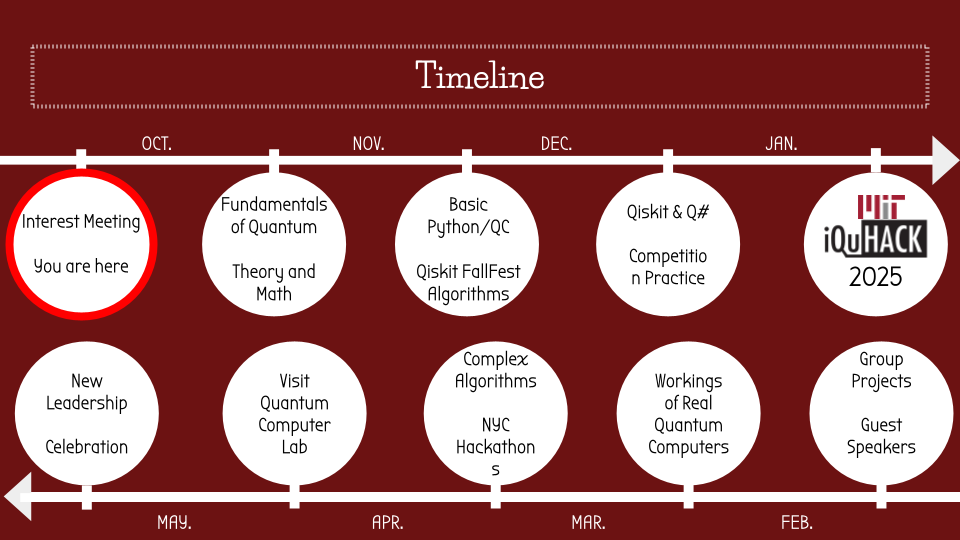 Timeline
OCT.
NOV.
DEC.
JAN.
Interest Meeting
You are here
Fundamentals
of Quantum
Theory and
Math
Basic
Python/QC
Qiskit FallFest
Algorithms
Qiskit & Q#
Competitio
n Practice
MIT
iQuHACK
2025
Group
Projects
Guest
Speakers
Workings
of Real
Quantum
Computers
Complex
Algorithms
NYC
Hackathon
s
Visit
Quantum
Computer
Lab
New
Leadership
Celebration
FEB.
MAR.
APR.
MAY.